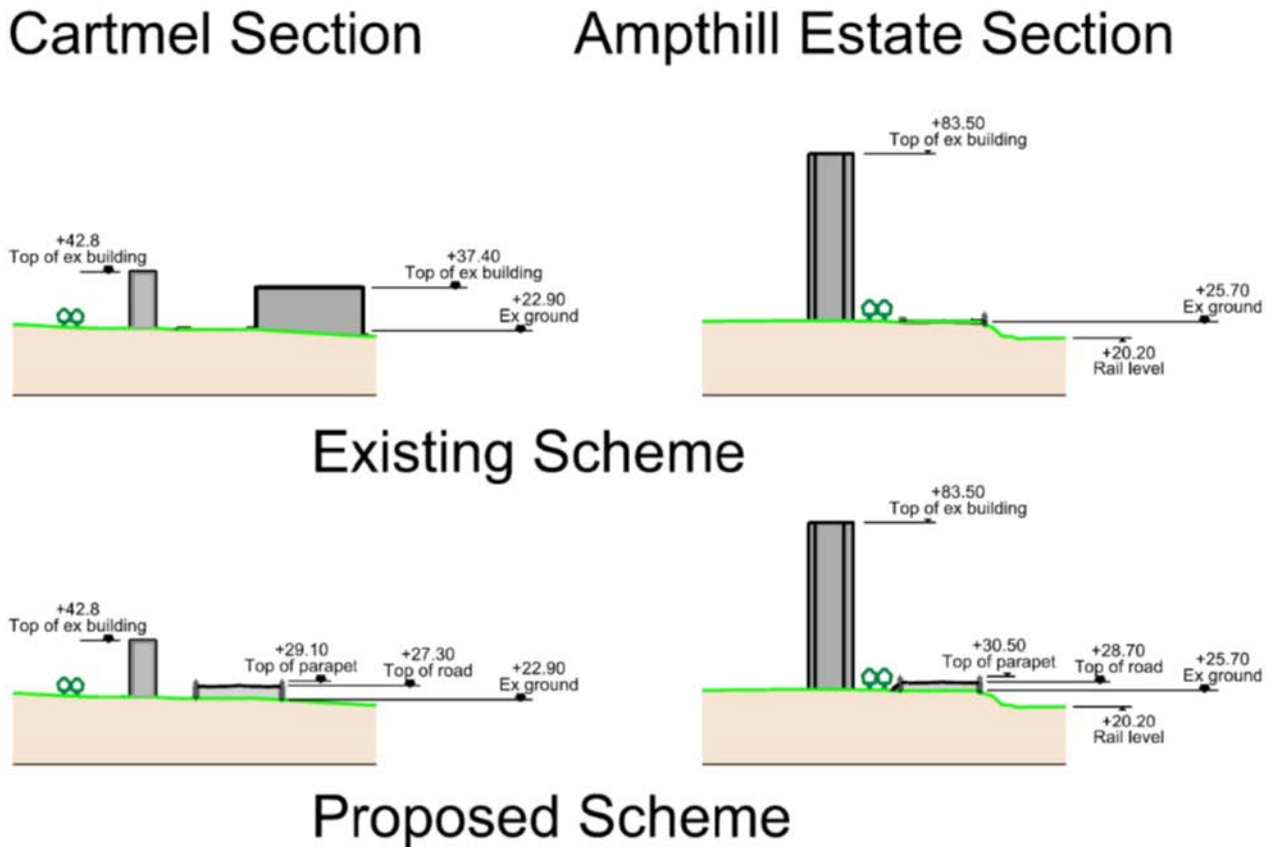 Cartmel Section
Ampthill Estate Section
+83.50
Top of ex building
+42.8
Top of ex building
+37.40
Top of ex building
+22.90
Ex ground
+25.70
Ex ground
+20.20
Rail level
Existing Scheme
+83.50
Top of ex building
+42.8
Top of ex building
+29.10
Top of parapet
+27.30
Top of road
+22.90
Ex ground
+30.50
Top of parapet
+28.70
Top of road
+25.70
Ex ground
+20.20
Rail level
Proposed Scheme